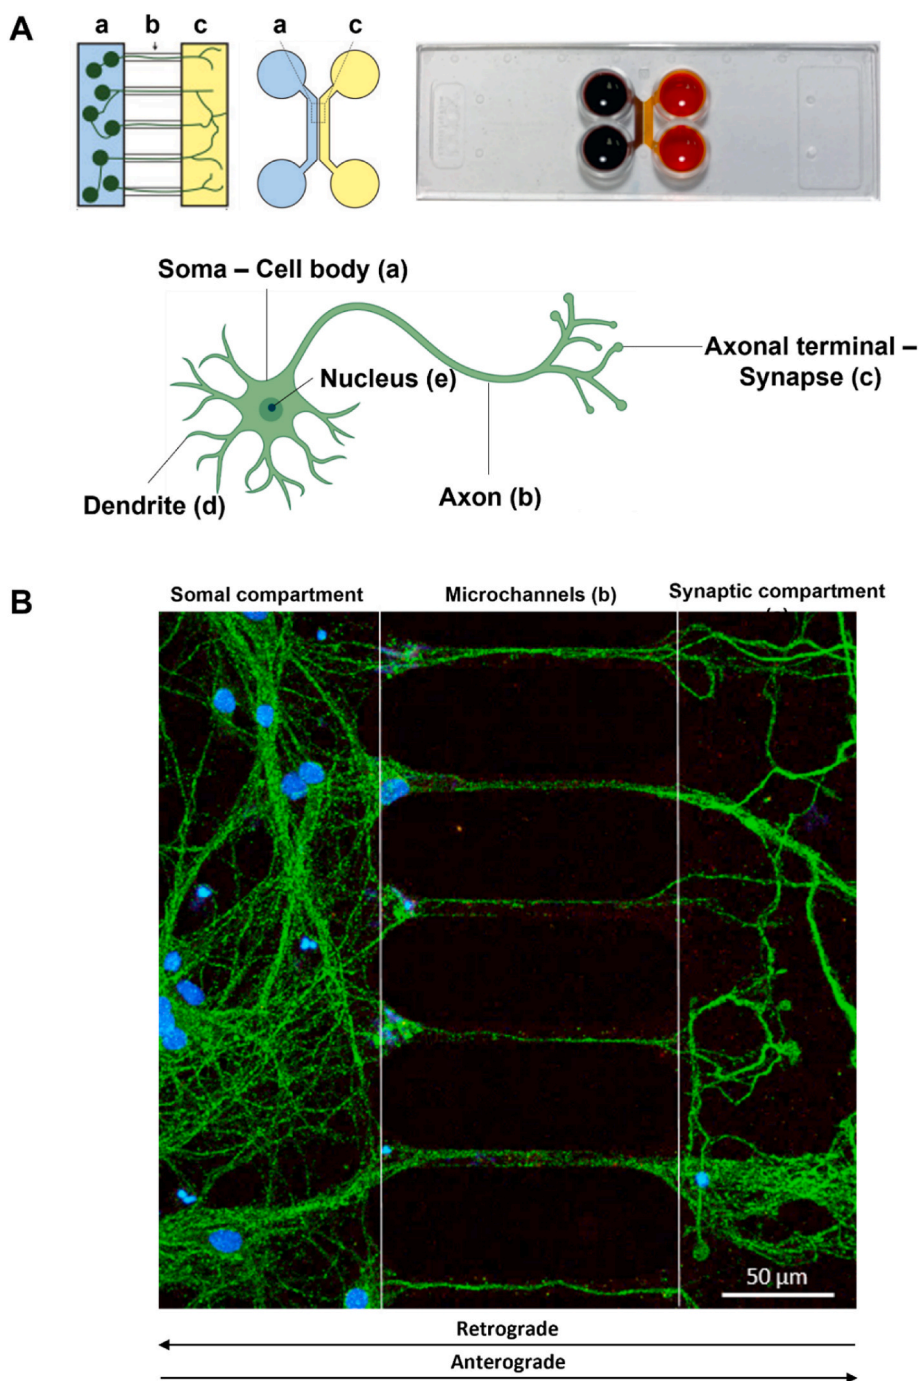 A
a b c
a c
Soma – Cell body (a)
Nucleus (e)
Axonal terminal –
Synapse (c)
Dendrite (d)
Axon (b)
B
Somal compartment
Microchannels (b)
Synaptic compartment
50 µm
Retrograde
Anterograde